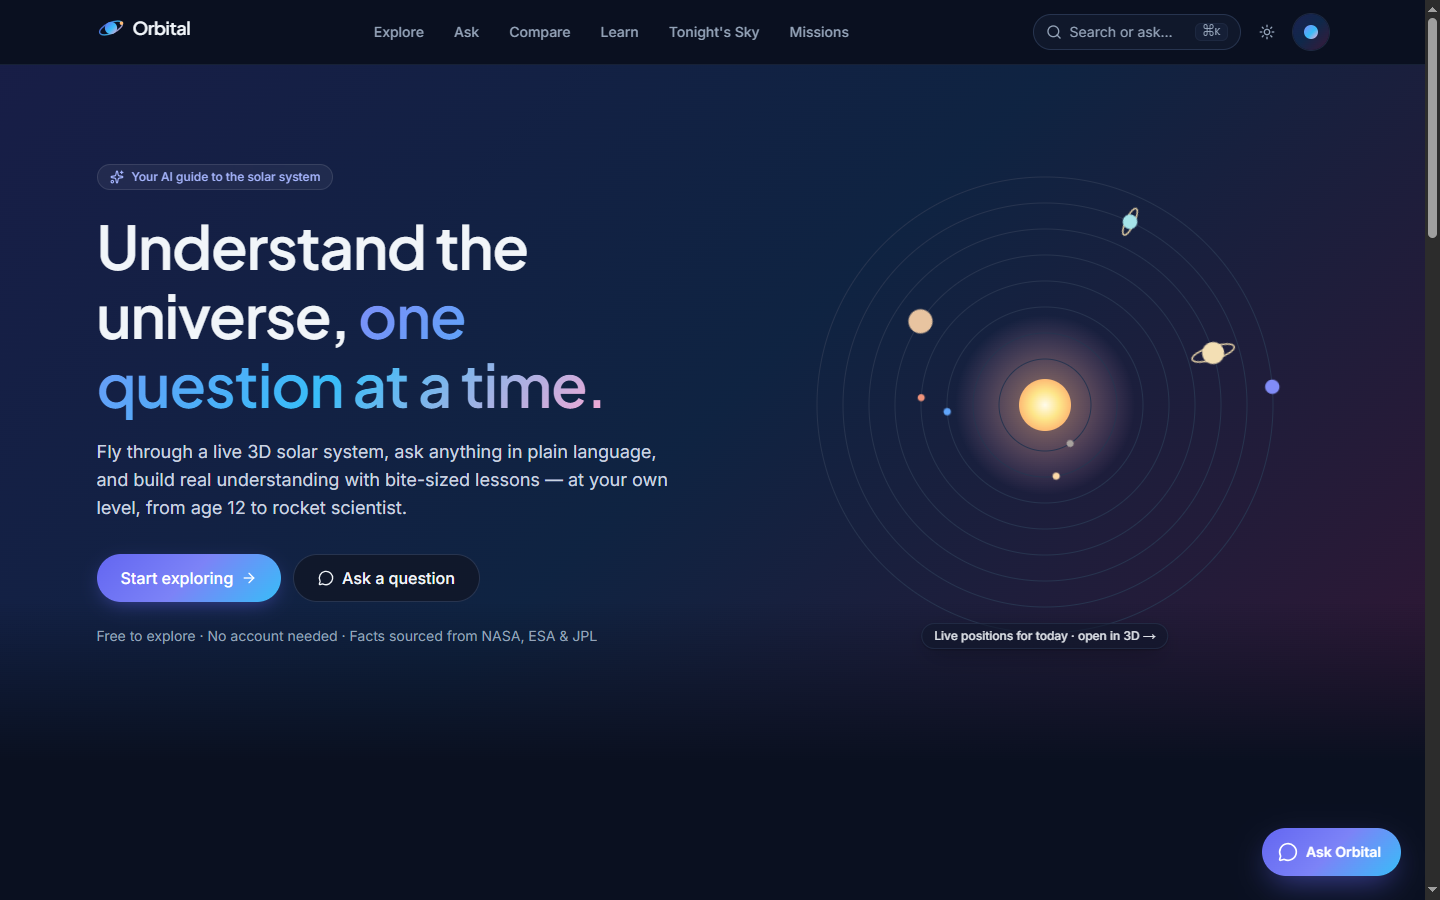 Orbital
Explore
Ask
Compare
Learn
Tonight's Sky
Missions
Search or ask...
⌘K
Your AI guide to the solar system
Understand the
universe, one
question at a time.
Fly through a live 3D solar system, ask anything in plain language,
and build real understanding with bite-sized lessons — at your own
level, from age 12 to rocket scientist.
Start exploring →
Ask a question
Free to explore · No account needed · Facts sourced from NASA, ESA & JPL
Live positions for today · open in 3D →
Ask Orbital